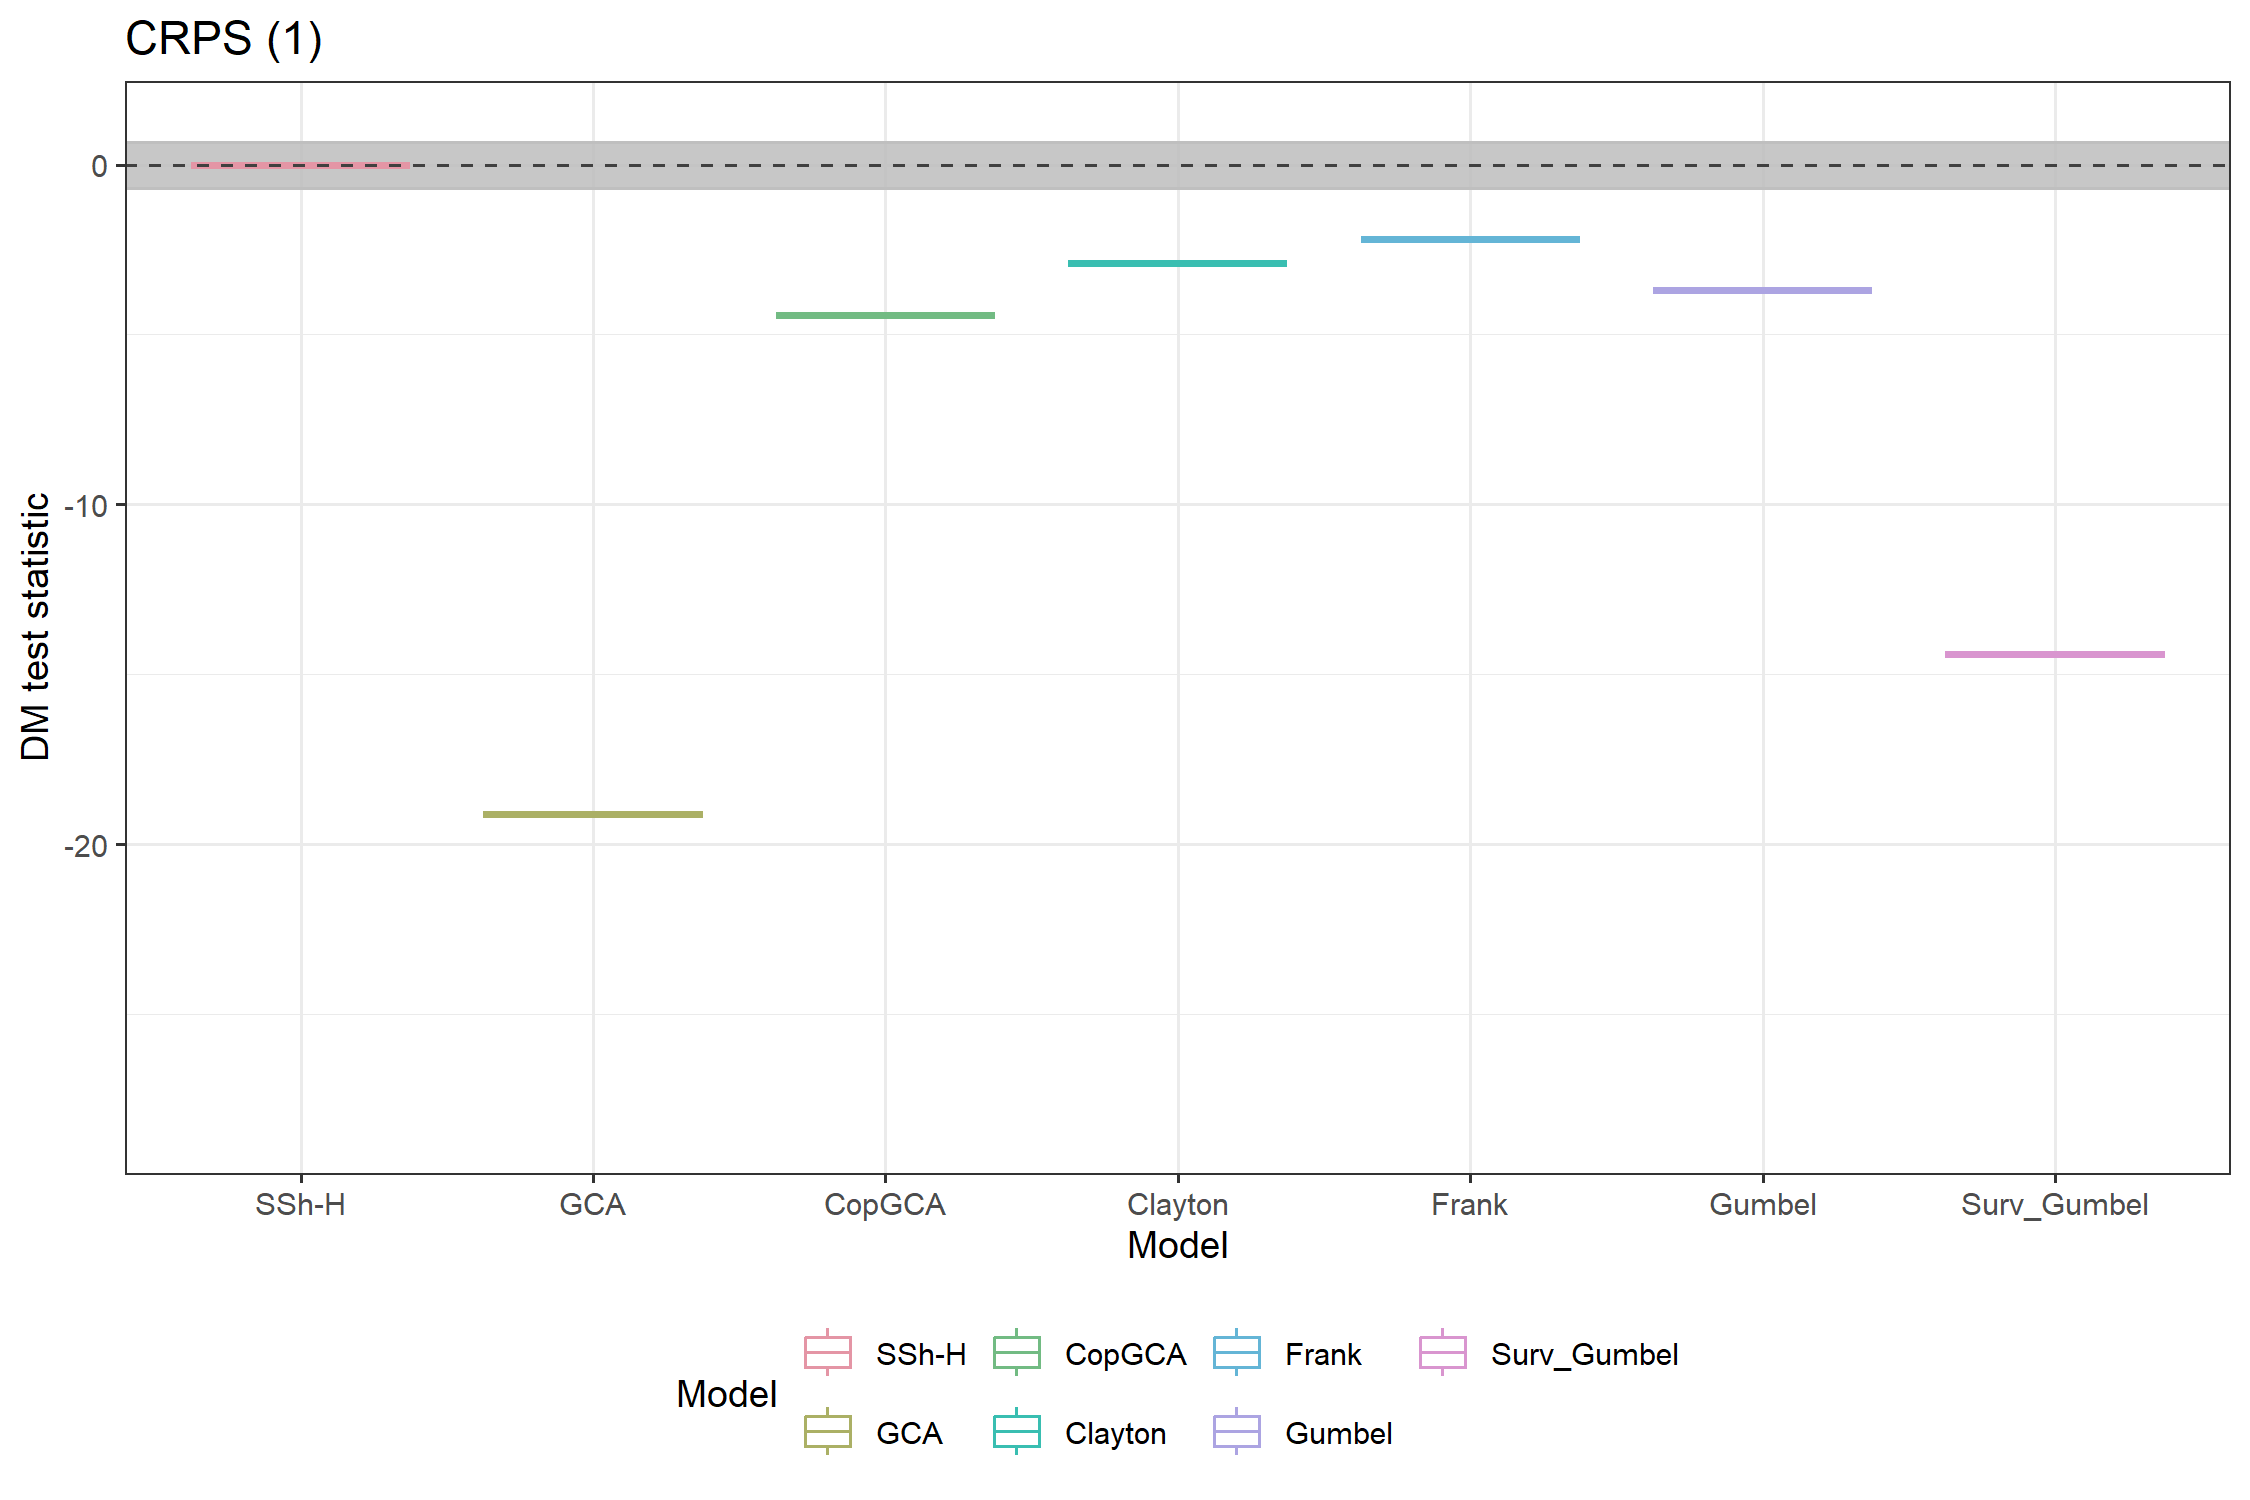 CRPS (1)
DM test statistic
0
-10
-20
SSh-H GCA CopGCA Clayton Frank Gumbel Surv_Gumbel
Model
Model
SSh-H CopGCA Frank Surv_Gumbel
GCA Clayton Gumbel